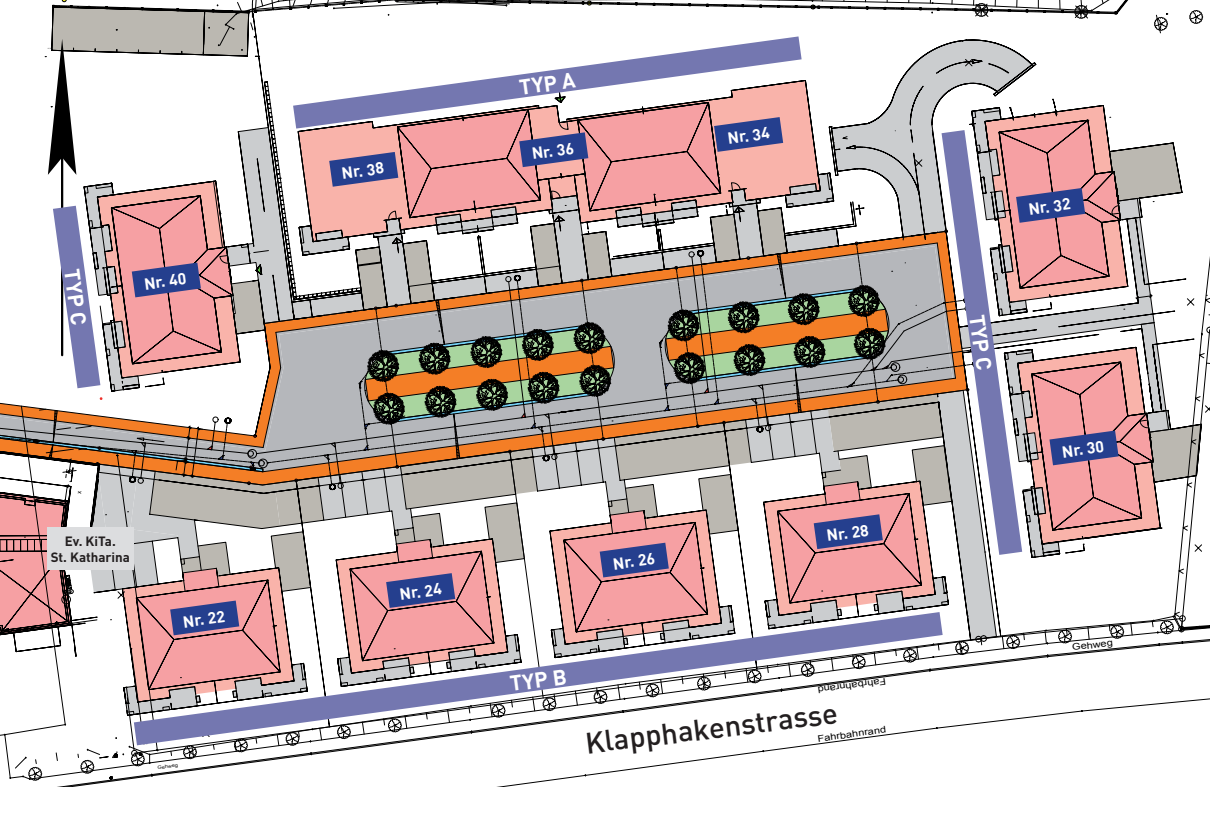 TYP A
Nr. 38
Nr. 36
Nr. 34
Nr. 32
TYP C
Nr. 40
TYP C
Nr. 30
Ev. KiTa.
St. Katharina
Nr. 22
Nr. 24
Nr. 26
Nr. 28
TYP B
Gehweg
Fahrbahnrand
Klapphakenstrasse
Fahrbahnrand
Gehweg